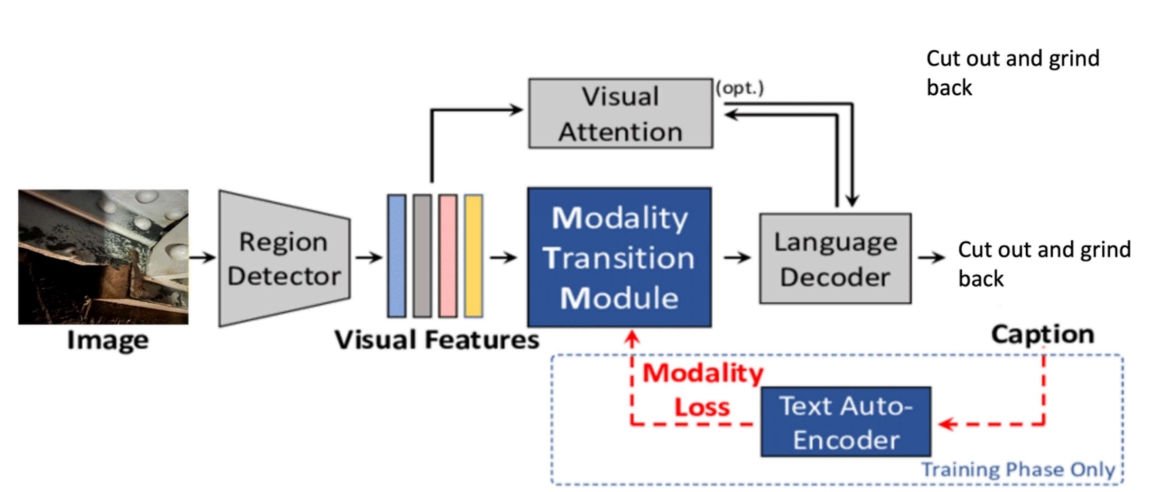 Cut out and grind
back
(opt.)
Visual
Attention
Modality
Transition
Module
Region
Detector
Language
Decoder
Cut out and grind
back
Image
Visual Features
Caption
Modality
Loss
Text Auto-
Encoder
Training Phase Only